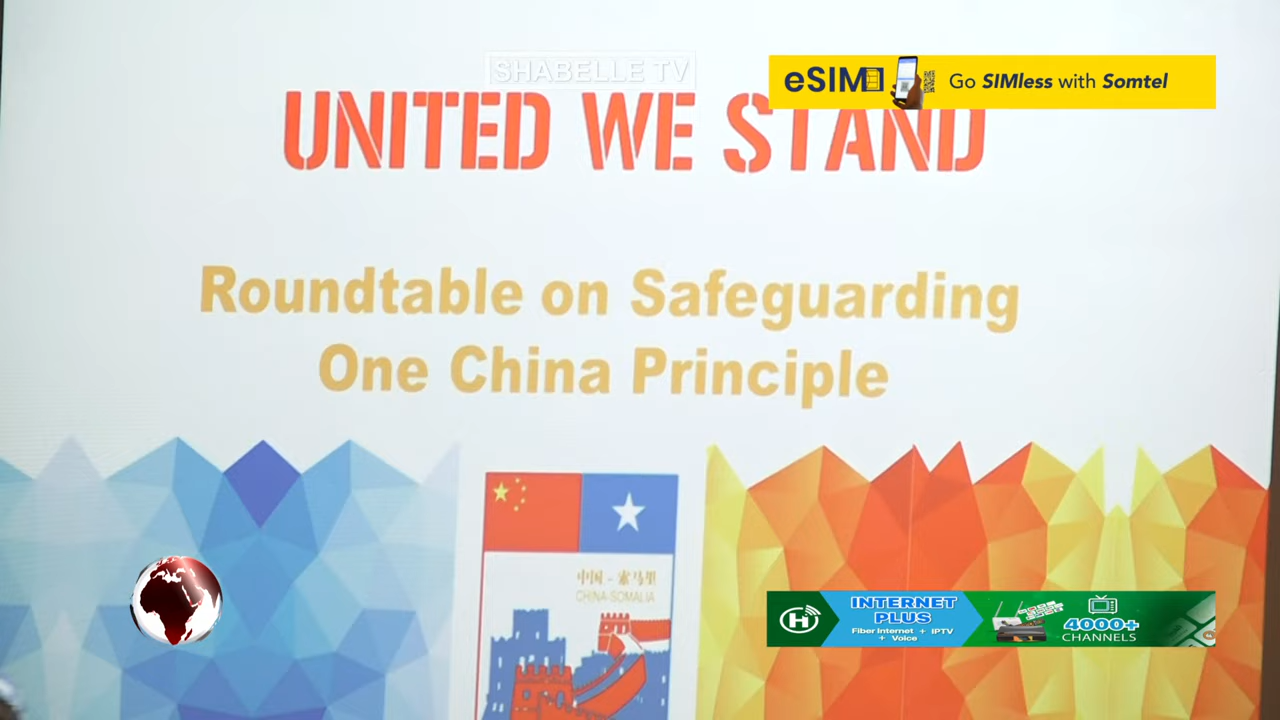 SHABELLE TV
eSIM
Go SIMless with Somtel
UNITED WE STAND
Roundtable on Safeguarding
One China Principle
中国 - 索马里
CHINA-SOMALIA
H
INTERNET
PLUS
Fiber Internet + IPTV
+ Voice
4000+
CHANNELS